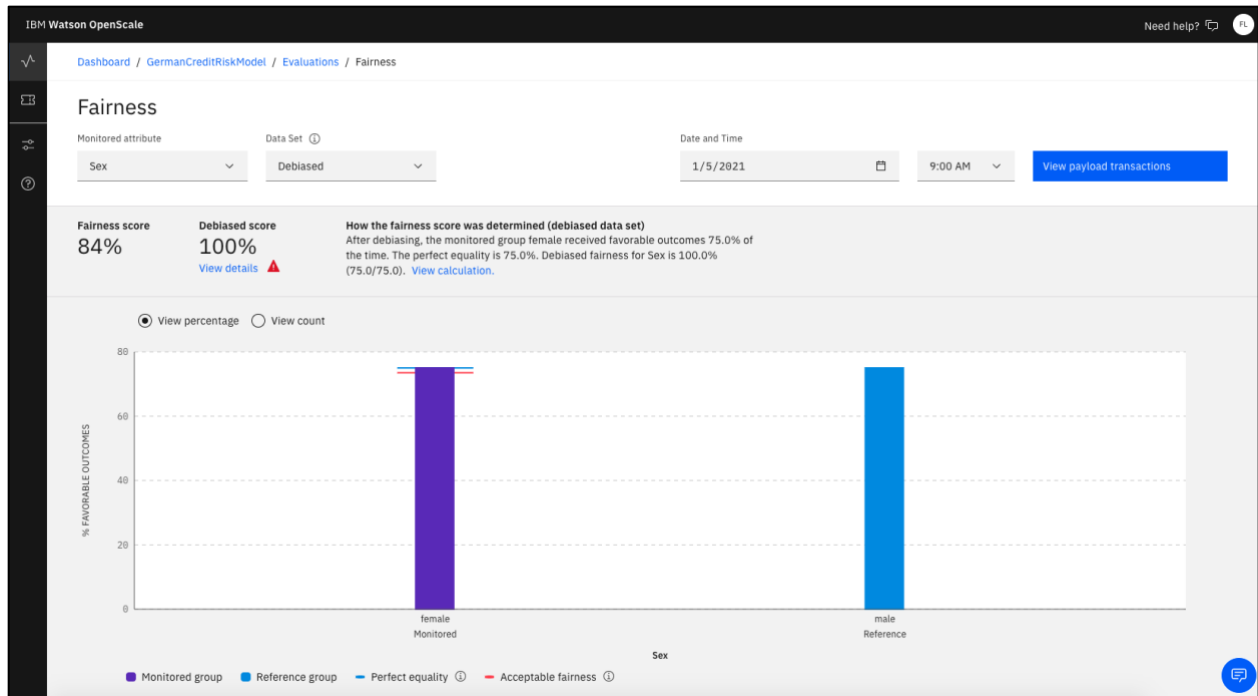 IBM Watson OpenScale
Need help?
FL
Dashboard / GermanCreditRiskModel / Evaluations / Fairness
Fairness
Monitored attribute
Data Set
Date and Time
Sex
Debiased
1/5/2021
9:00 AM
View payload transactions
Fairness score
84%
Debiased score
100%
View details
How the fairness score was determined (debiased data set)
After debiasing, the monitored group female received favorable outcomes 75.0% of
the time. The perfect equality is 75.0%. Debiased fairness for Sex is 100.0%
(75.0/75.0). View calculation.
View percentage
View count
80
60
40
20
0
% FAVORABLE OUTCOMES
female
Monitored
male
Reference
Sex
Monitored group
Reference group
Perfect equality
Acceptable fairness